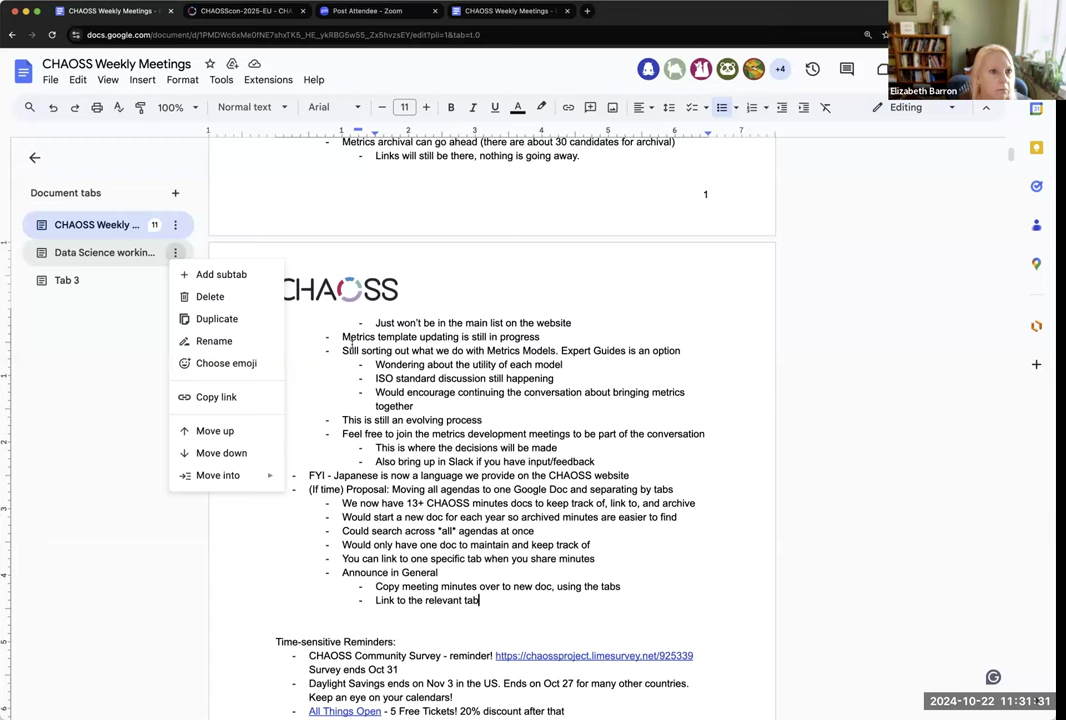 CHAOSS Weekly Meetings -
CHAOSScon-2025-EU - CHA
Post Attendee - Zoom
CHAOSS Weekly Meetings - G
docs.google.com/document/d/1PMDWc6xMe0fNE7shxTK5_HE_ykRBG5w55_Zx5hvzsEY/edit?pli=1&tab=t.0
CHAOSS Weekly Meetings
File Edit View Insert Format Tools Extensions Help
+4
Elizabeth Barron
100% Normal text Arial 11 B I U A Editing
1 1 2 3 4 5 6 7
Document tabs
CHAOSS Weekly ... 11
Data Science workin...
Tab 3
Add subtab
Delete
Duplicate
Rename
Choose emoji
Copy link
Move up
Move down
Move into
- Metrics archival can go ahead (there are about 30 candidates for archival)
- Links will still be there, nothing is going away.
1
CHAOSS
- Just won't be in the main list on the website
- Metrics template updating is still in progress
- Still sorting out what we do with Metrics Models. Expert Guides is an option
- Wondering about the utility of each model
- ISO standard discussion still happening
- Would encourage continuing the conversation about bringing metrics
together
- This is still an evolving process
- Feel free to join the metrics development meetings to be part of the conversation
- This is where the decisions will be made
- Also bring up in Slack if you have input/feedback
- FYI - Japanese is now a language we provide on the CHAOSS website
- (If time) Proposal: Moving all agendas to one Google Doc and separating by tabs
- We now have 13+ CHAOSS minutes docs to keep track of, link to, and archive
- Would start a new doc for each year so archived minutes are easier to find
- Could search across *all* agendas at once
- Would only have one doc to maintain and keep track of
- You can link to one specific tab when you share minutes
- Announce in General
- Copy meeting minutes over to new doc, using the tabs
- Link to the relevant tab
Time-sensitive Reminders:
- CHAOSS Community Survey - reminder! https://chaossproject.limesurvey.net/925339
Survey ends Oct 31
- Daylight Savings ends on Nov 3 in the US. Ends on Oct 27 for many other countries.
Keep an eye on your calendars!
- All Things Open - 5 Free Tickets! 20% discount after that
1
1
2
3
4
5
6
2024-10-22 11:31:31